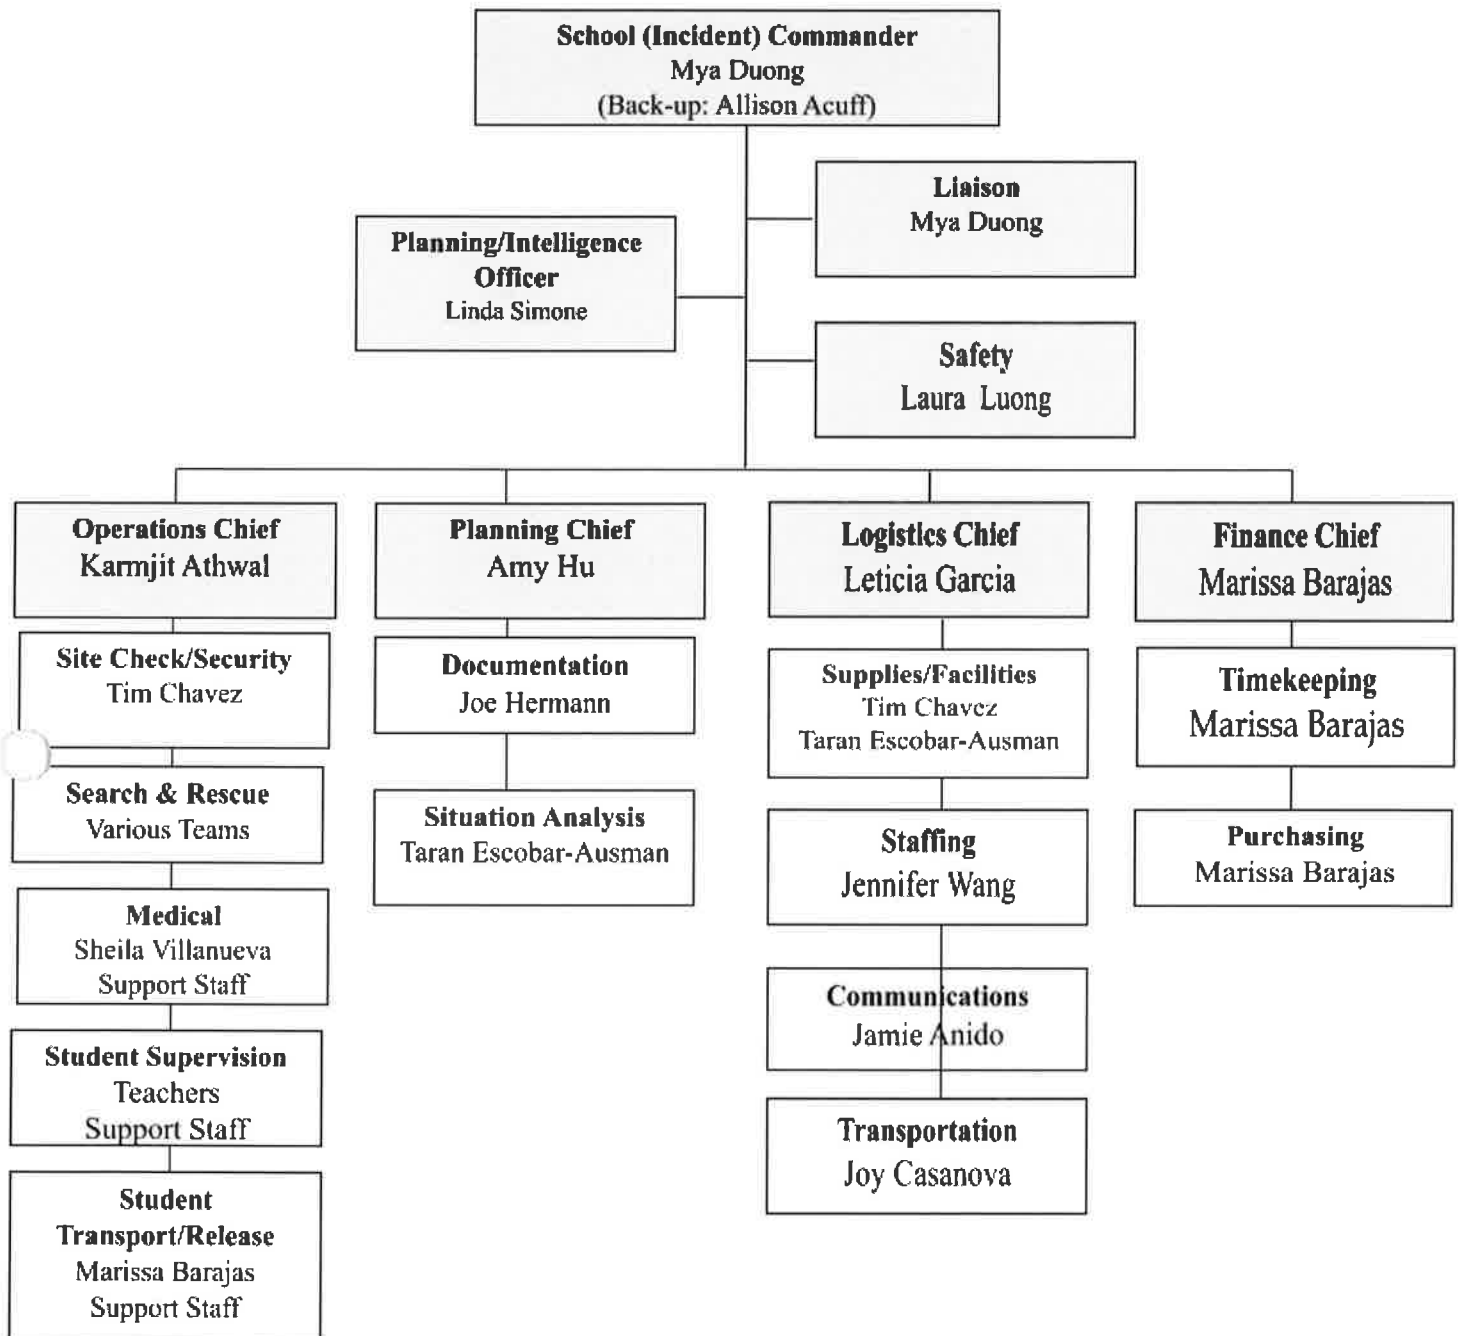 School (Incident) Commander
Mya Duong
(Back-up: Allison Acuff)
Liaison
Mya Duong
Planning/Intelligence
Officer
Linda Simone
Safety
Laura Luong
Operations Chief
Karmjit Athwal
Site Check/Security
Tim Chavez
Search & Rescue
Various Teams
Medical
Sheila Villanueva
Support Staff
Student Supervision
Teachers
Support Staff
Student
Transport/Release
Marissa Barajas
Support Staff
Planning Chief
Amy Hu
Documentation
Joe Hermann
Situation Analysis
Taran Escobar-Ausman
Logistics Chief
Leticia Garcia
Supplies/Facilities
Tim Chavez
Taran Escobar-Ausman
Staffing
Jennifer Wang
Communications
Jamie Anido
Transportation
Joy Casanova
Finance Chief
Marissa Barajas
Timekeeping
Marissa Barajas
Purchasing
Marissa Barajas